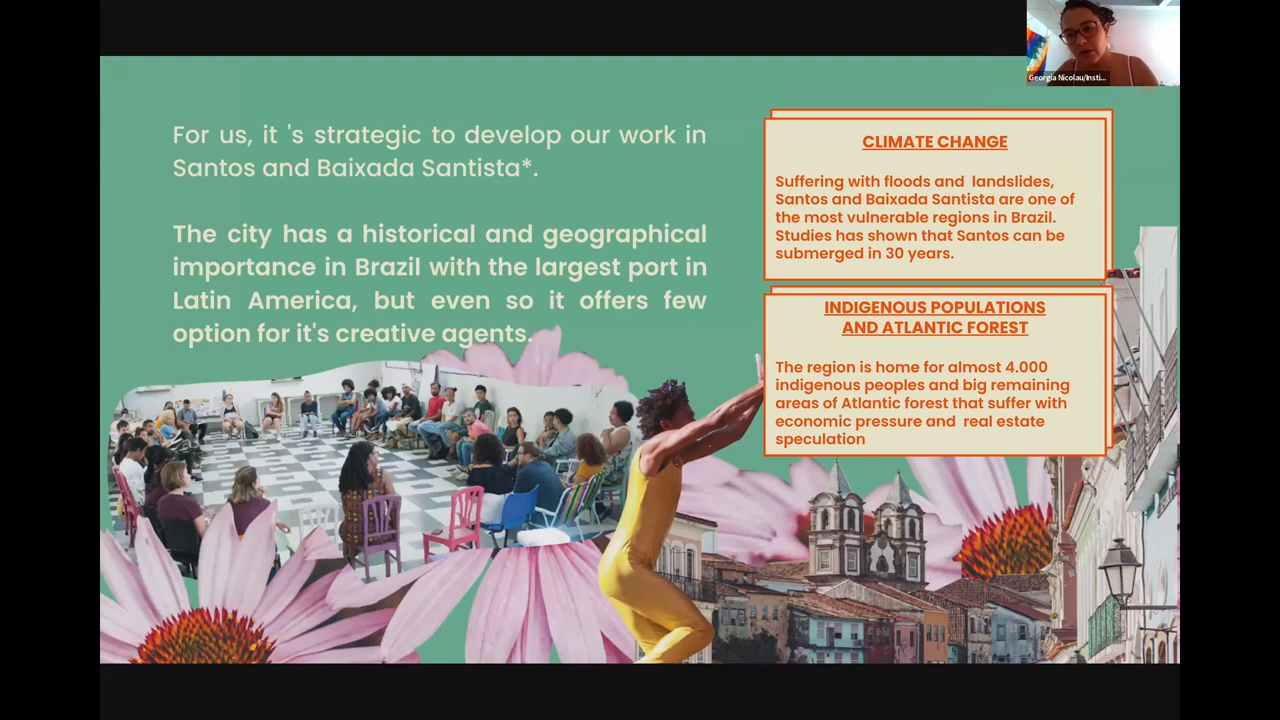 For us, it 's strategic to develop our work in
Santos and Baixada Santista*.
The city has a historical and geographical
importance in Brazil with the largest port in
Latin America, but even so it offers few
option for it's creative agents.
CLIMATE CHANGE
Suffering with floods and landslides,
Santos and Baixada Santista are one of
the most vulnerable regions in Brazil.
Studies has shown that Santos can be
submerged in 30 years.
INDIGENOUS POPULATIONS
AND ATLANTIC FOREST
The region is home for almost 4.000
indigenous peoples and big remaining
areas of Atlantic forest that suffer with
economic pressure and real estate
speculation
Georgia Nicolau/Insti...